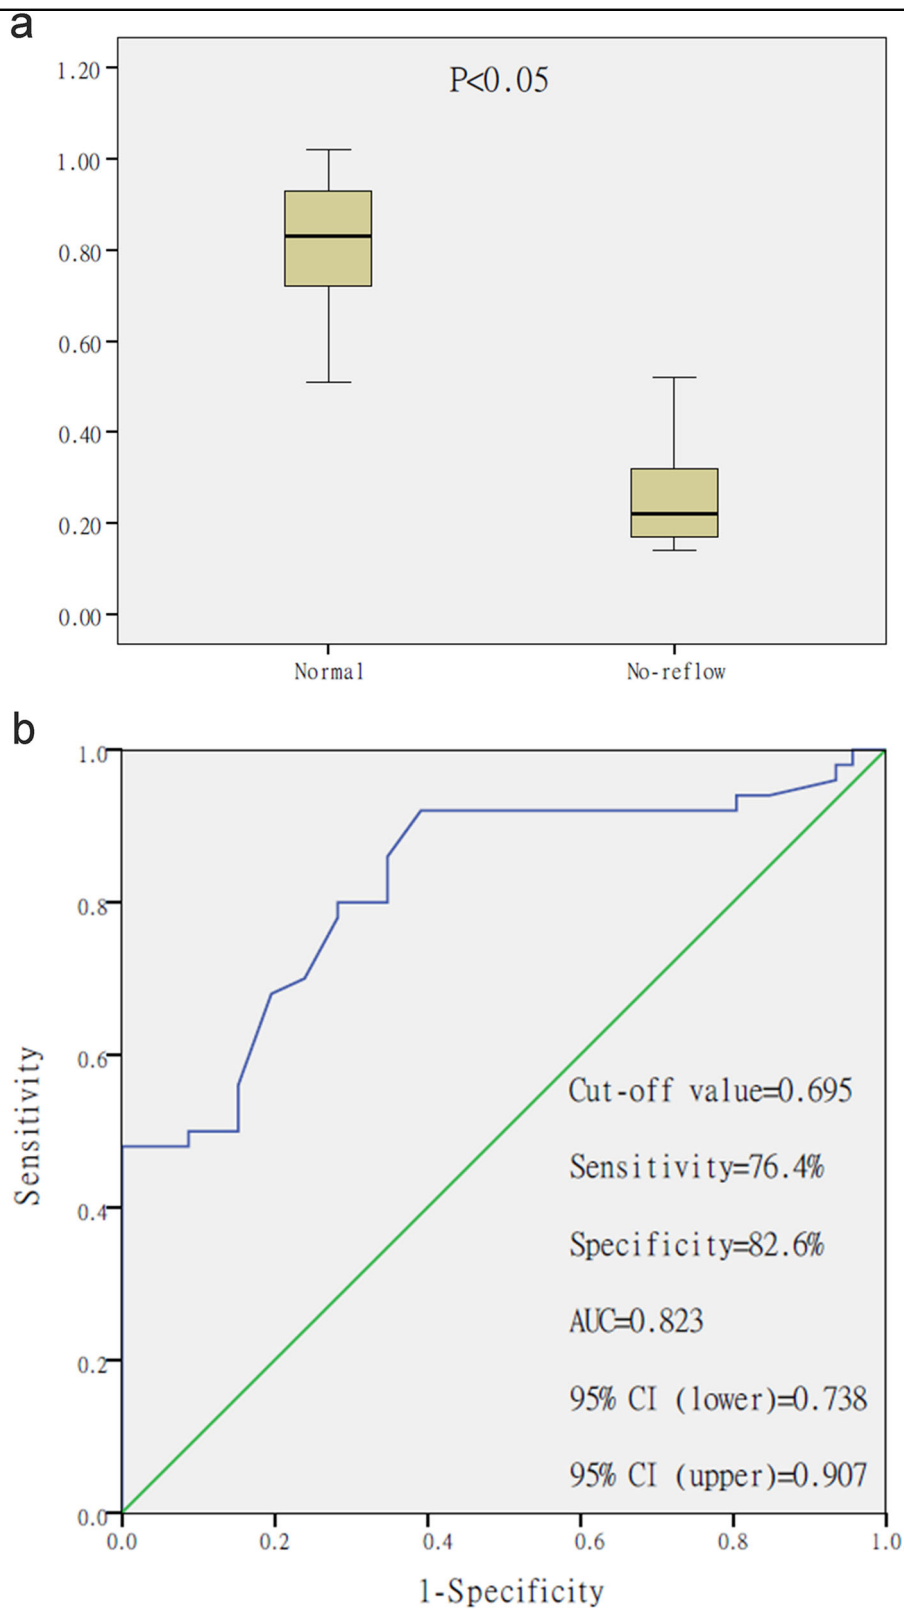 a
P<0.05
1.20
1.00
0.80
0.60
0.40
0.20
0.00
Normal
No-reflow
b
1.0
0.8
0.6
0.4
0.2
0.0
Sensitivity
Cut-off value=0.695
Sensitivity=76.4%
Specificity=82.6%
AUC=0.823
95% CI (lower)=0.738
95% CI (upper)=0.907
0.0
0.2
0.4
0.6
0.8
1.0
1-Specificity